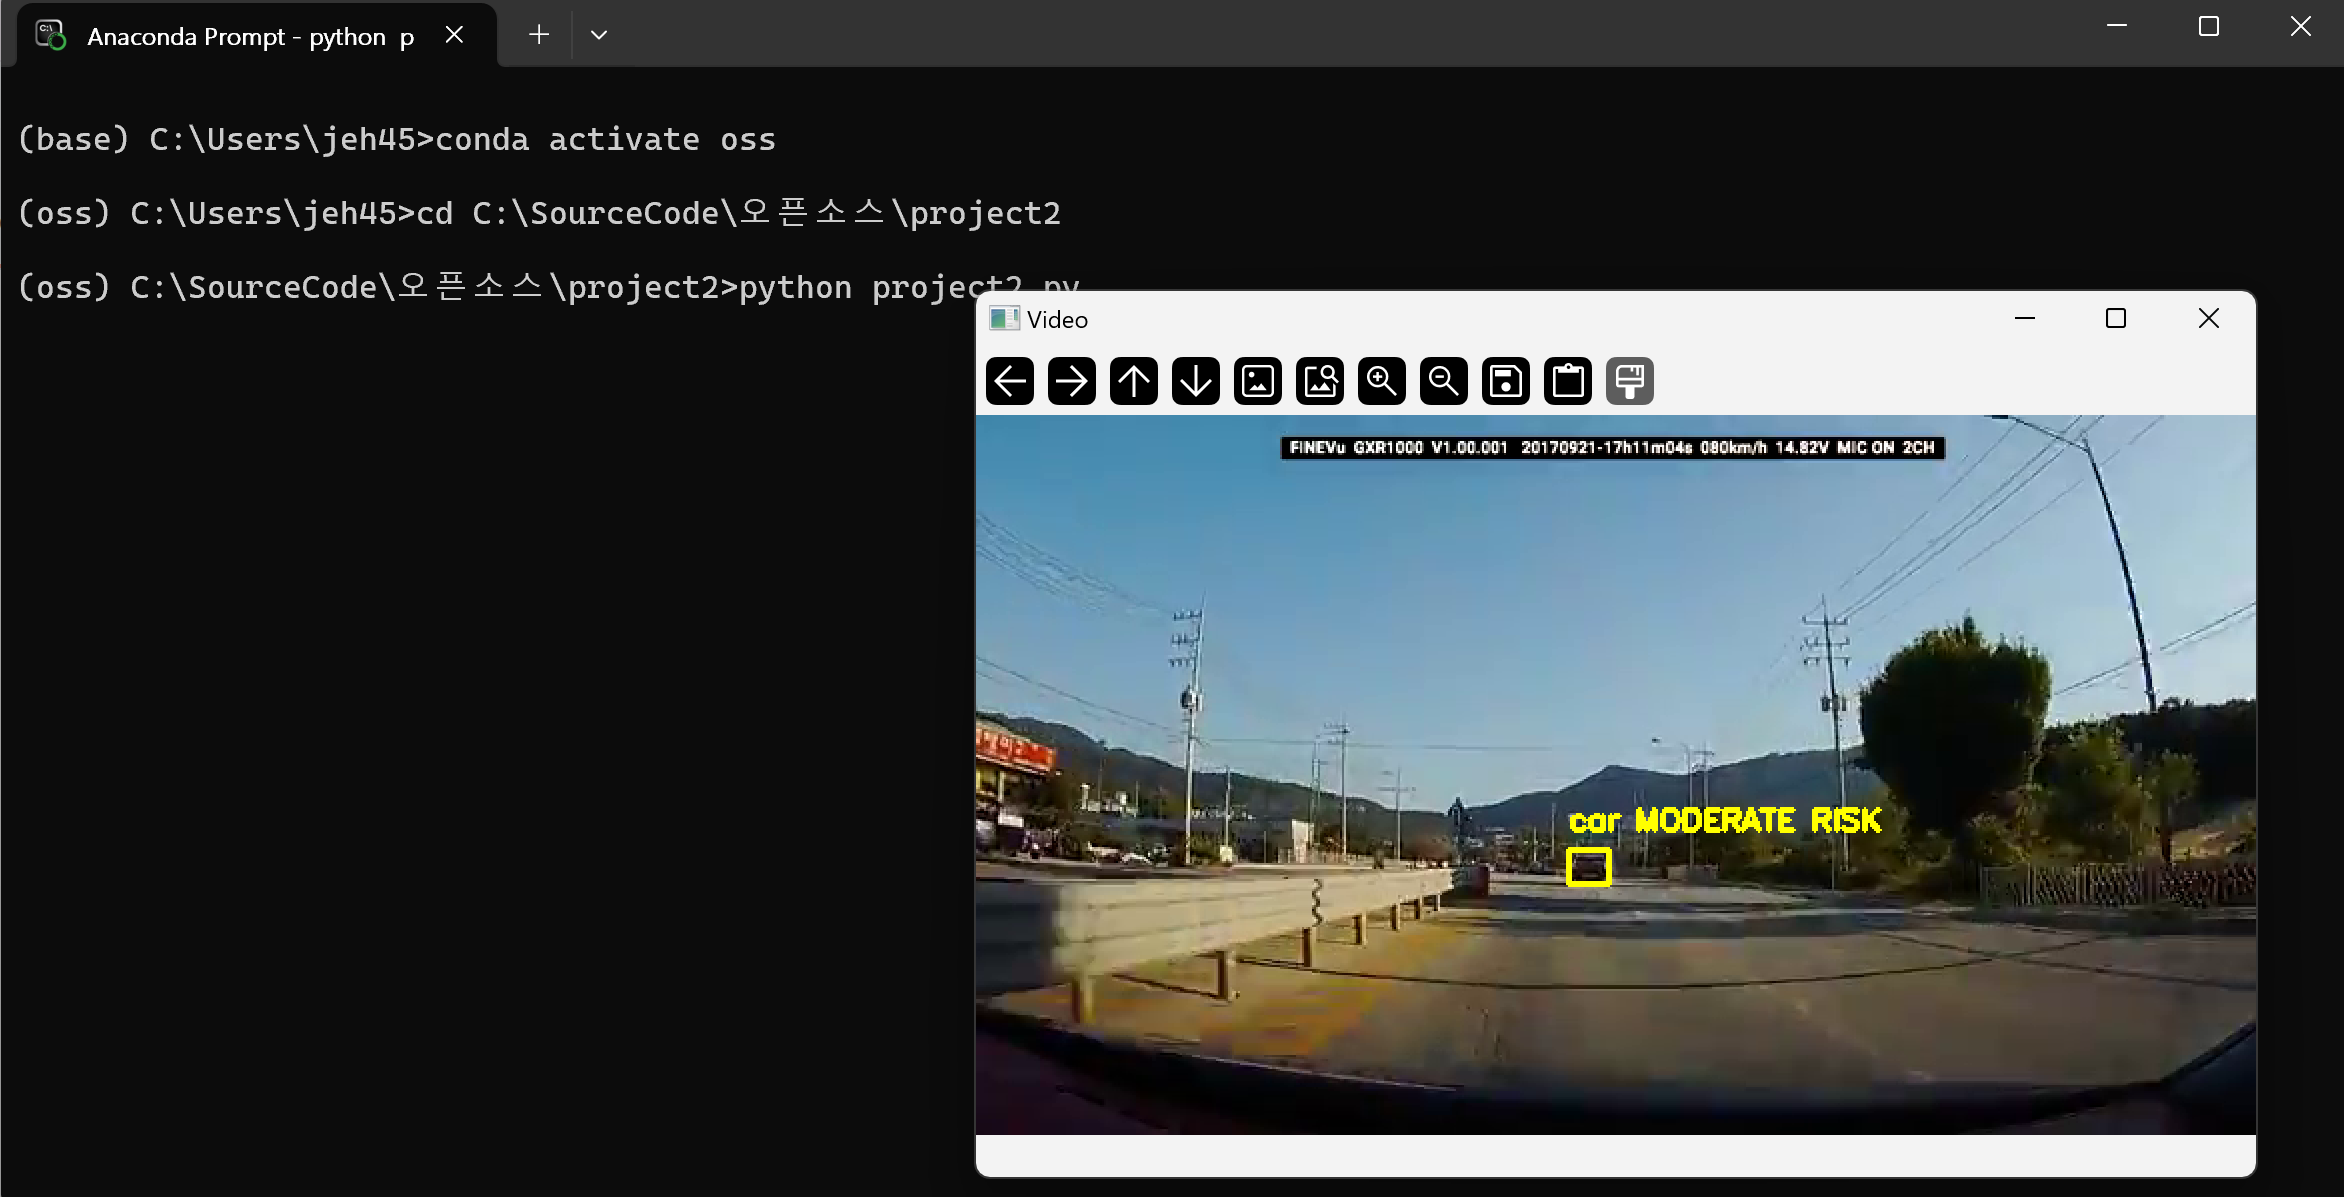 Anaconda Prompt - python p
(base) C:\Users\jeh45>conda activate oss
(oss) C:\Users\jeh45>cd C:\SourceCode\오픈소스\project2
(oss) C:\SourceCode\오픈소스\project2>python project2.py
Video
FINEVu GXR1000 V1.00.001 20170921-17h11m04s 080km/h 14.82V MIC ON 2CH
car MODERATE RISK